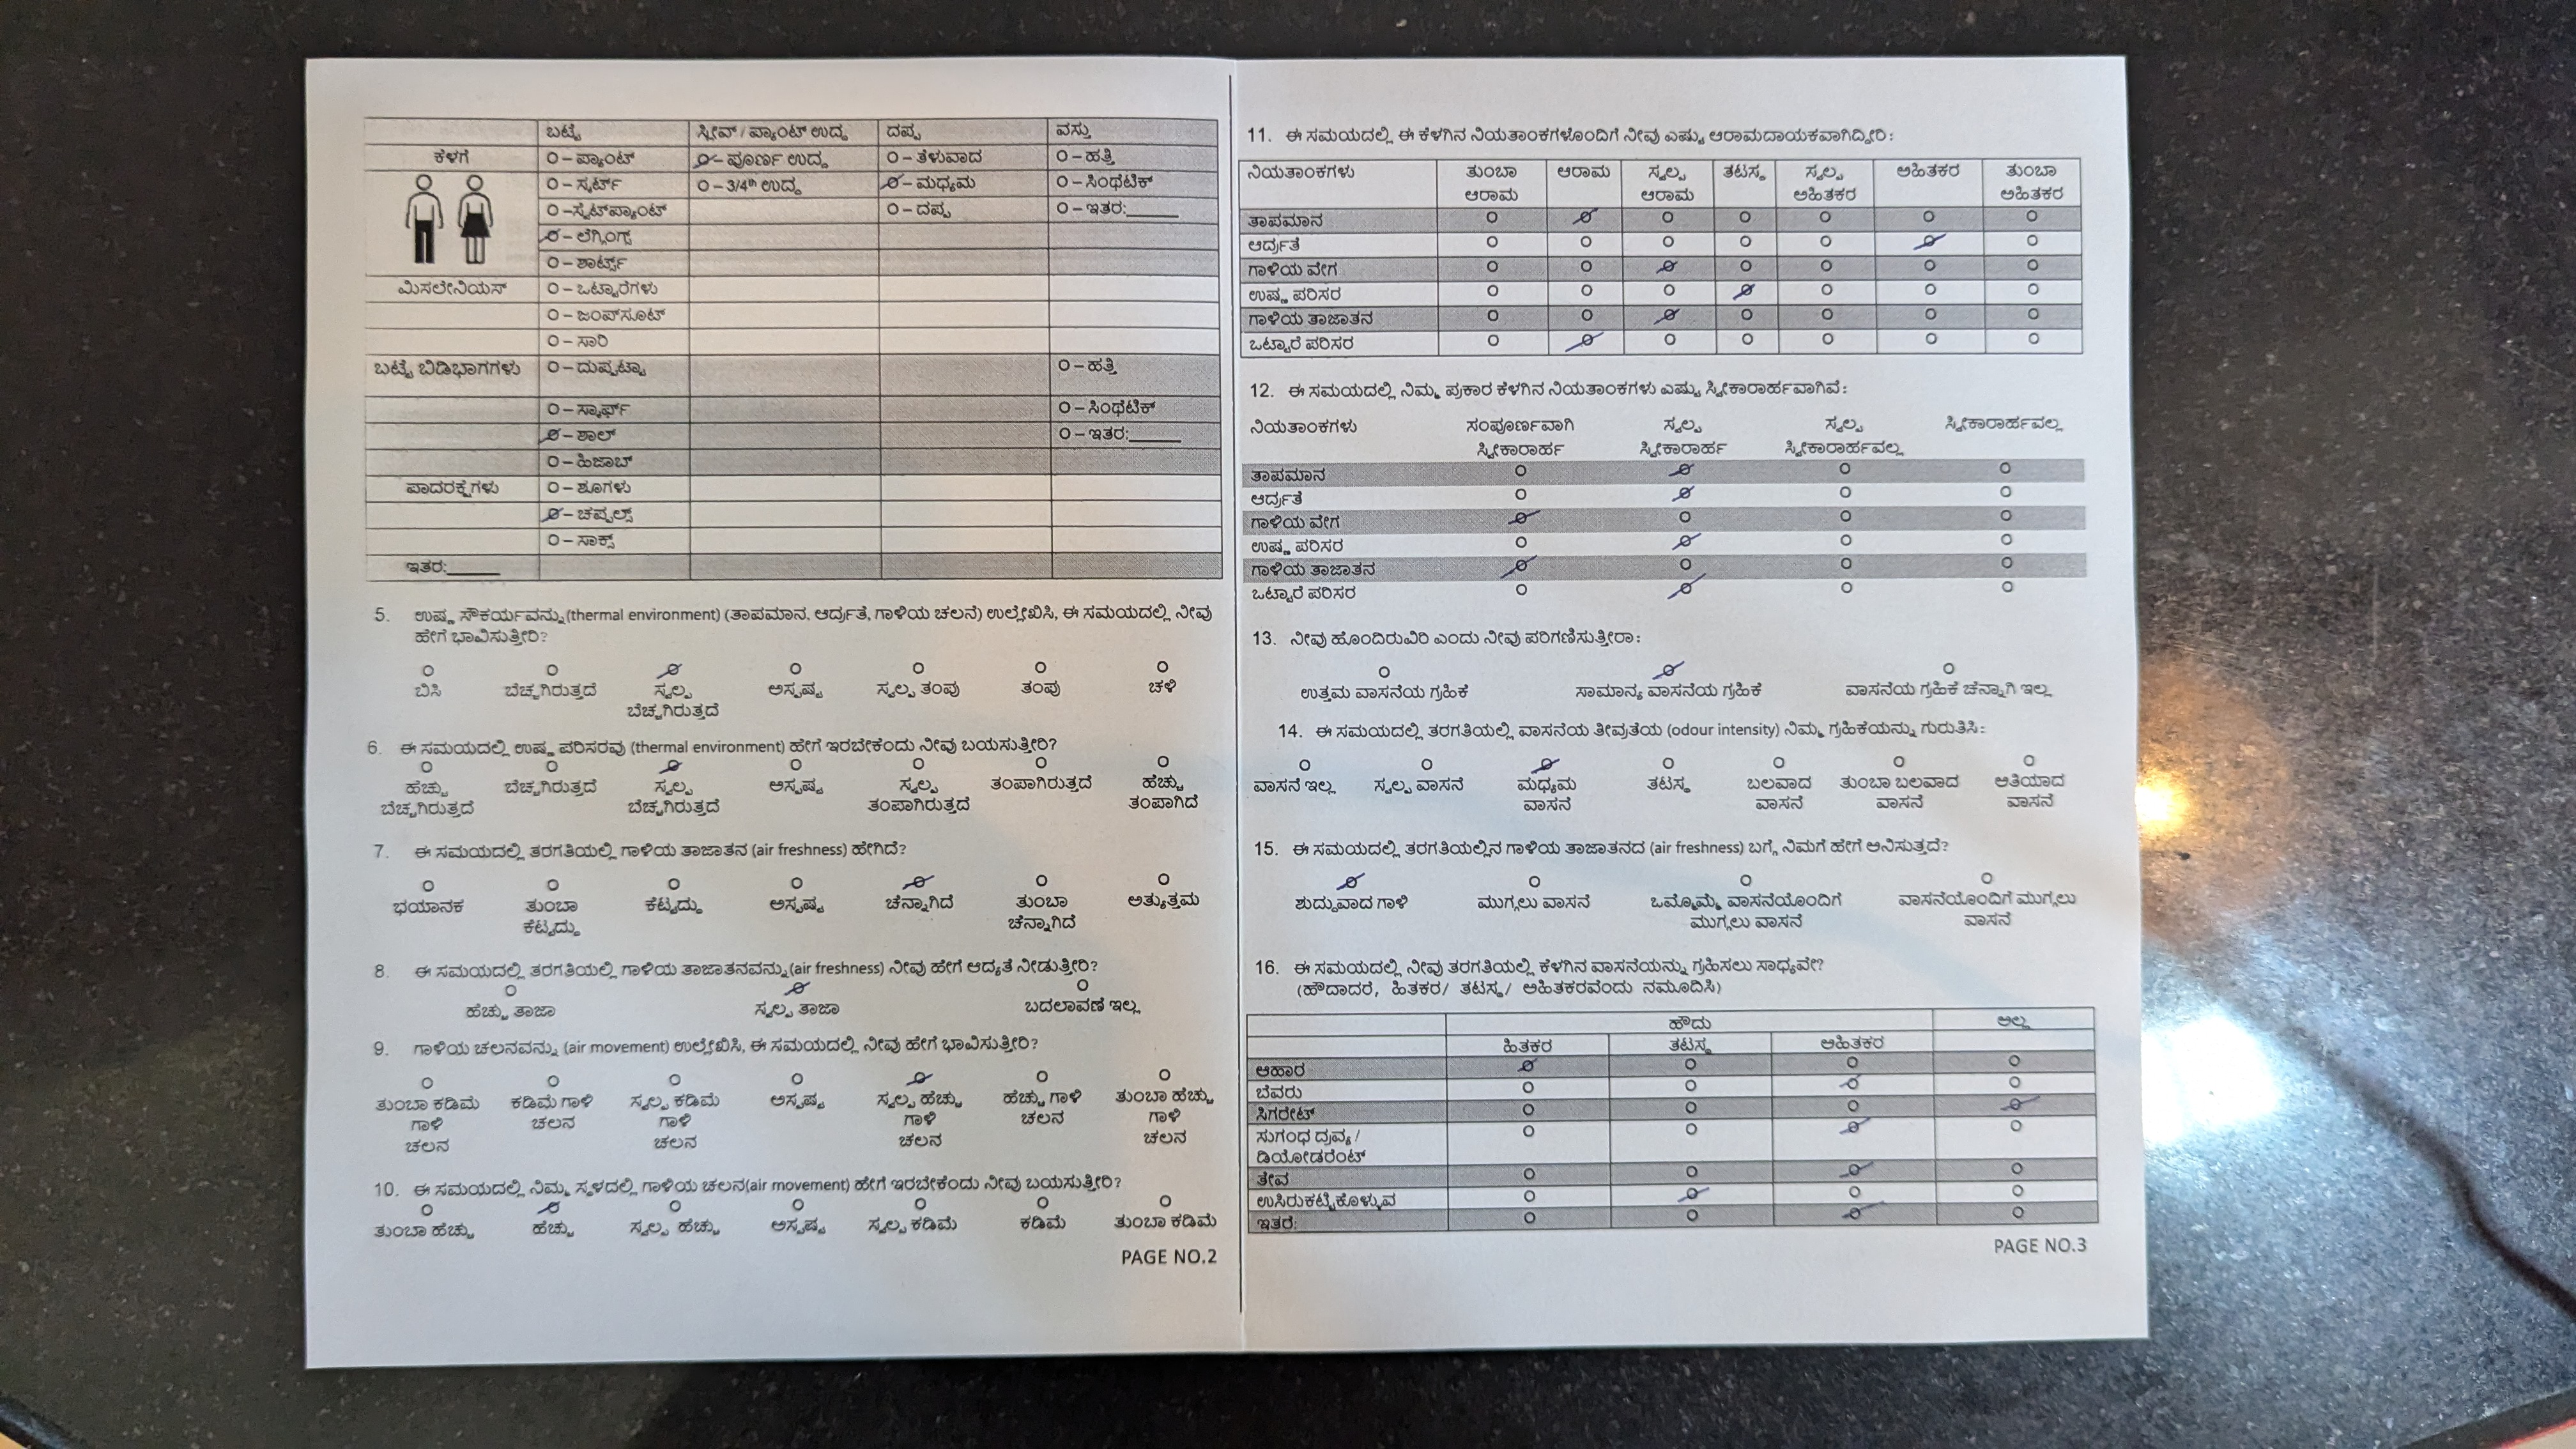 ಬಟ್ಟೆ ಸ್ಲೀವ್ / ಪ್ಯಾಂಟ್ ಉದ್ದ ದಪ್ಪ ವಸ್ತು
ಕೆಳಗೆ O – ಪ್ಯಾಂಟ್ O – ಪೂರ್ಣ ಉದ್ದ O – ತೆಳುವಾದ O – ಹತ್ತಿ
O – ಸ್ಕರ್ಟ್ O – 3/4th ಉದ್ದ O – ಮಧ್ಯಮ O – ಸಿಂಥೆಟಿಕ್
O –ಸ್ವೆಟ್‌ಪ್ಯಾಂಟ್ O – ದಪ್ಪ O – ಇತರ:______
O – ಲೆಗ್ಗಿಂಗ್ಸ್
O – ಶಾರ್ಟ್ಸ್
ಮಿಸಲೇನಿಯಸ್ O – ಒಟ್ಟಾರೆಗಳು
O – ಜಂಪ್‌ಸೂಟ್
O – ಸಾರಿ
ಬಟ್ಟೆ ಬಿಡಿಭಾಗಗಳು O – ದುಪ್ಪಟ್ಟಾ O – ಹತ್ತಿ
O – ಸ್ಕಾರ್ಫ್ O – ಸಿಂಥೆಟಿಕ್
O – ಶಾಲ್ O – ಇತರ:______
O – ಹಿಜಾಬ್
ಪಾದರಕ್ಷೆಗಳು O – ಶೂಗಳು
O – ಚಪ್ಪಲ್ಸ್
O – ಸಾಕ್ಸ್
ಇತರ:______
5. ಉಷ್ಣ ಸೌಕರ್ಯವನ್ನು (thermal environment) (ತಾಪಮಾನ, ಆರ್ದ್ರತೆ, ಗಾಳಿಯ ಚಲನೆ) ಉಲ್ಲೇಖಿಸಿ, ಈ ಸಮಯದಲ್ಲಿ ನೀವು
ಹೇಗೆ ಭಾವಿಸುತ್ತೀರಿ?
ಬಿಸಿ ಬೆಚ್ಚಗಿರುತ್ತದೆ ಸ್ವಲ್ಪ ಅಸ್ಪಷ್ಟ ಸ್ವಲ್ಪ ತಂಪು ತಂಪು ಚಳಿ
ಬೆಚ್ಚಗಿರುತ್ತದೆ
6. ಈ ಸಮಯದಲ್ಲಿ ಉಷ್ಣ ಪರಿಸರವು (thermal environment) ಹೇಗೆ ಇರಬೇಕೆಂದು ನೀವು ಬಯಸುತ್ತೀರಿ?
ಹೆಚ್ಚು ಬೆಚ್ಚಗಿರುತ್ತದೆ ಸ್ವಲ್ಪ ಅಸ್ಪಷ್ಟ ಸ್ವಲ್ಪ ತಂಪಾಗಿರುತ್ತದೆ ಹೆಚ್ಚು
ಬೆಚ್ಚಗಿರುತ್ತದೆ ಬೆಚ್ಚಗಿರುತ್ತದೆ ತಂಪಾಗಿರುತ್ತದೆ ತಂಪಾಗಿದೆ
7. ಈ ಸಮಯದಲ್ಲಿ ತರಗತಿಯಲ್ಲಿ ಗಾಳಿಯ ತಾಜಾತನ (air freshness) ಹೇಗಿದೆ?
ಭಯಾನಕ ತುಂಬಾ ಕೆಟ್ಟದ್ದು ಅಸ್ಪಷ್ಟ ಚೆನ್ನಾಗಿದೆ ತುಂಬಾ ಅತ್ಯುತ್ತಮ
ಕೆಟ್ಟದ್ದು ಚೆನ್ನಾಗಿದೆ
8. ಈ ಸಮಯದಲ್ಲಿ ತರಗತಿಯಲ್ಲಿ ಗಾಳಿಯ ತಾಜಾತನವನ್ನು (air freshness) ನೀವು ಹೇಗೆ ಆದ್ಯತೆ ನೀಡುತ್ತೀರಿ?
ಹೆಚ್ಚು ತಾಜಾ ಸ್ವಲ್ಪ ತಾಜಾ ಬದಲಾವಣೆ ಇಲ್ಲ
9. ಗಾಳಿಯ ಚಲನವನ್ನು (air movement) ಉಲ್ಲೇಖಿಸಿ, ಈ ಸಮಯದಲ್ಲಿ ನೀವು ಹೇಗೆ ಭಾವಿಸುತ್ತೀರಿ?
ತುಂಬಾ ಕಡಿಮೆ ಕಡಿಮೆ ಗಾಳಿ ಸ್ವಲ್ಪ ಕಡಿಮೆ ಅಸ್ಪಷ್ಟ ಸ್ವಲ್ಪ ಹೆಚ್ಚು ಹೆಚ್ಚು ಗಾಳಿ ತುಂಬಾ ಹೆಚ್ಚು
ಗಾಳಿ ಚಲನ ಗಾಳಿ ಗಾಳಿ ಚಲನ ಗಾಳಿ
ಚಲನ ಚಲನ ಚಲನ ಚಲನ
10. ಈ ಸಮಯದಲ್ಲಿ ನಿಮ್ಮ ಸ್ಥಳದಲ್ಲಿ ಗಾಳಿಯ ಚಲನ(air movement) ಹೇಗೆ ಇರಬೇಕೆಂದು ನೀವು ಬಯಸುತ್ತೀರಿ?
ತುಂಬಾ ಹೆಚ್ಚು ಹೆಚ್ಚು ಸ್ವಲ್ಪ ಹೆಚ್ಚು ಅಸ್ಪಷ್ಟ ಸ್ವಲ್ಪ ಕಡಿಮೆ ಕಡಿಮೆ ತುಂಬಾ ಕಡಿಮೆ
PAGE NO.2
11. ಈ ಸಮಯದಲ್ಲಿ ಈ ಕೆಳಗಿನ ನಿಯತಾಂಕಗಳೊಂದಿಗೆ ನೀವು ಎಷ್ಟು ಆರಾಮದಾಯಕವಾಗಿದ್ದೀರಿ:
ನಿಯತಾಂಕಗಳು ತುಂಬಾ ಆರಾಮ ಸ್ವಲ್ಪ ತಟಸ್ಥ ಸ್ವಲ್ಪ ಅಹಿತಕರ ತುಂಬಾ
ಆರಾಮ ಆರಾಮ ಅಹಿತಕರ ಅಹಿತಕರ
ತಾಪಮಾನ
ಆರ್ದ್ರತೆ
ಗಾಳಿಯ ವೇಗ
ಉಷ್ಣ ಪರಿಸರ
ಗಾಳಿಯ ತಾಜಾತನ
ಒಟ್ಟಾರೆ ಪರಿಸರ
12. ಈ ಸಮಯದಲ್ಲಿ ನಿಮ್ಮ ಪ್ರಕಾರ ಕೆಳಗಿನ ನಿಯತಾಂಕಗಳು ಎಷ್ಟು ಸ್ವೀಕಾರಾರ್ಹವಾಗಿವೆ:
ನಿಯತಾಂಕಗಳು ಸಂಪೂರ್ಣವಾಗಿ ಸ್ವಲ್ಪ ಸ್ವಲ್ಪ ಸ್ವೀಕಾರಾರ್ಹವಲ್ಲ
ಸ್ವೀಕಾರಾರ್ಹ ಸ್ವೀಕಾರಾರ್ಹ ಸ್ವೀಕಾರಾರ್ಹವಲ್ಲ
ತಾಪಮಾನ
ಆರ್ದ್ರತೆ
ಗಾಳಿಯ ವೇಗ
ಉಷ್ಣ ಪರಿಸರ
ಗಾಳಿಯ ತಾಜಾತನ
ಒಟ್ಟಾರೆ ಪರಿಸರ
13. ನೀವು ಹೊಂದಿರುವಿರಿ ಎಂದು ನೀವು ಪರಿಗಣಿಸುತ್ತೀರಾ:
ಉತ್ತಮ ವಾಸನೆಯ ಗ್ರಹಿಕೆ ಸಾಮಾನ್ಯ ವಾಸನೆಯ ಗ್ರಹಿಕೆ ವಾಸನೆಯ ಗ್ರಹಿಕೆ ಚೆನ್ನಾಗಿ ಇಲ್ಲ
14. ಈ ಸಮಯದಲ್ಲಿ ತರಗತಿಯಲ್ಲಿ ವಾಸನೆಯ ತೀವ್ರತೆಯ (odour intensity) ನಿಮ್ಮ ಗ್ರಹಿಕೆಯನ್ನು ಗುರುತಿಸಿ:
ವಾಸನೆ ಇಲ್ಲ ಸ್ವಲ್ಪ ವಾಸನೆ ಮಧ್ಯಮ ತಟಸ್ಥ ಬಲವಾದ ತುಂಬಾ ಬಲವಾದ ಅತಿಯಾದ
ವಾಸನೆ ವಾಸನೆ ವಾಸನೆ ವಾಸನೆ
15. ಈ ಸಮಯದಲ್ಲಿ ತರಗತಿಯಲ್ಲಿನ ಗಾಳಿಯ ತಾಜಾತನದ (air freshness) ಬಗ್ಗೆ ನಿಮಗೆ ಹೇಗೆ ಅನಿಸುತ್ತದೆ?
ಶುದ್ಧುವಾದ ಗಾಳಿ ಮುಗ್ಗಲು ವಾಸನೆ ಒಮ್ಮೊಮ್ಮೆ ವಾಸನೆಯೊಂದಿಗೆ ವಾಸನೆಯೊಂದಿಗೆ ಮುಗ್ಗಲು
ಮುಗ್ಗಲು ವಾಸನೆ ವಾಸನೆ
16. ಈ ಸಮಯದಲ್ಲಿ ನೀವು ತರಗತಿಯಲ್ಲಿ ಕೆಳಗಿನ ವಾಸನೆಯನ್ನು ಗ್ರಹಿಸಲು ಸಾಧ್ಯವೇ?
(ಹೌದಾದರೆ, ಹಿತಕರ/ ತಟಸ್ಥ/ ಅಹಿತಕರವೆಂದು ನಮೂದಿಸಿ)
ಹೌದು ಅಲ್ಲ
ಹಿತಕರ ತಟಸ್ಥ ಅಹಿತಕರ
ಆಹಾರ
ಬೆವರು
ಸಿಗರೇಟ್
ಸುಗಂಧ ದ್ರವ್ಯ /
ಡಿಯೋಡರೆಂಟ್
ತೇವ
ಉಸಿರುಕಟ್ಟಿಕೊಳ್ಳುವ
ಇತರ:
PAGE NO.3